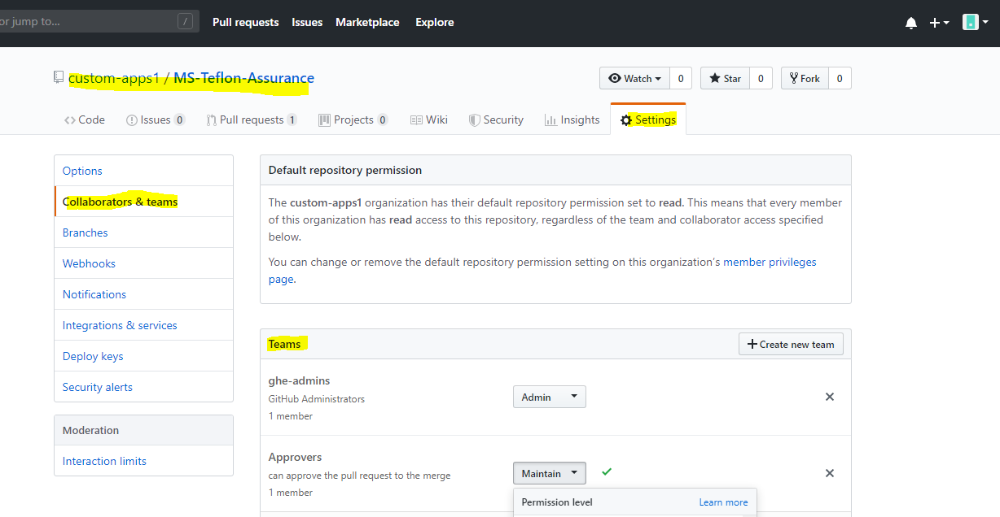 or jump to... / Pull requests Issues Marketplace Explore
custom-apps1 / MS-Teflon-Assurance Watch 0 Star 0 Fork 0
Code Issues 0 Pull requests 1 Projects 0 Wiki Security Insights Settings
Options
Collaborators & teams
Branches
Webhooks
Notifications
Integrations & services
Deploy keys
Security alerts
Moderation
Interaction limits
Default repository permission
The custom-apps1 organization has their default repository permission set to read. This means that every member
of this organization has read access to this repository, regardless of the team and collaborator access specified
below.
You can change or remove the default repository permission setting on this organization's member privileges
page.
Teams Create new team
ghe-admins
GitHub Administrators
1 member
Admin
Approvers
can approve the pull request to the merge
1 member
Maintain
Permission level Learn more